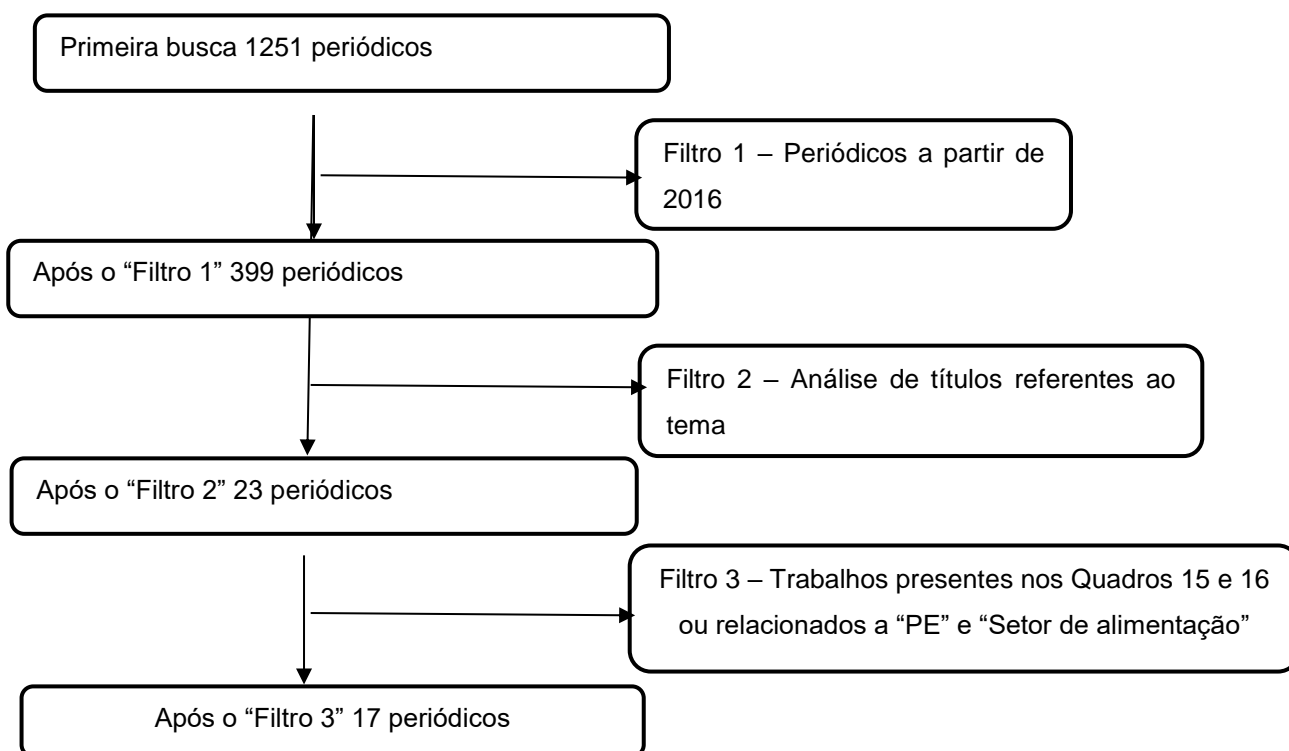 Primeira busca 1251 periódicos
Filtro 1 – Periódicos a partir de
2016
Após o “Filtro 1” 399 periódicos
Filtro 2 – Análise de títulos referentes ao
tema
Após o “Filtro 2” 23 periódicos
Filtro 3 – Trabalhos presentes nos Quadros 15 e 16
ou relacionados a “PE” e “Setor de alimentação”
Após o “Filtro 3” 17 periódicos